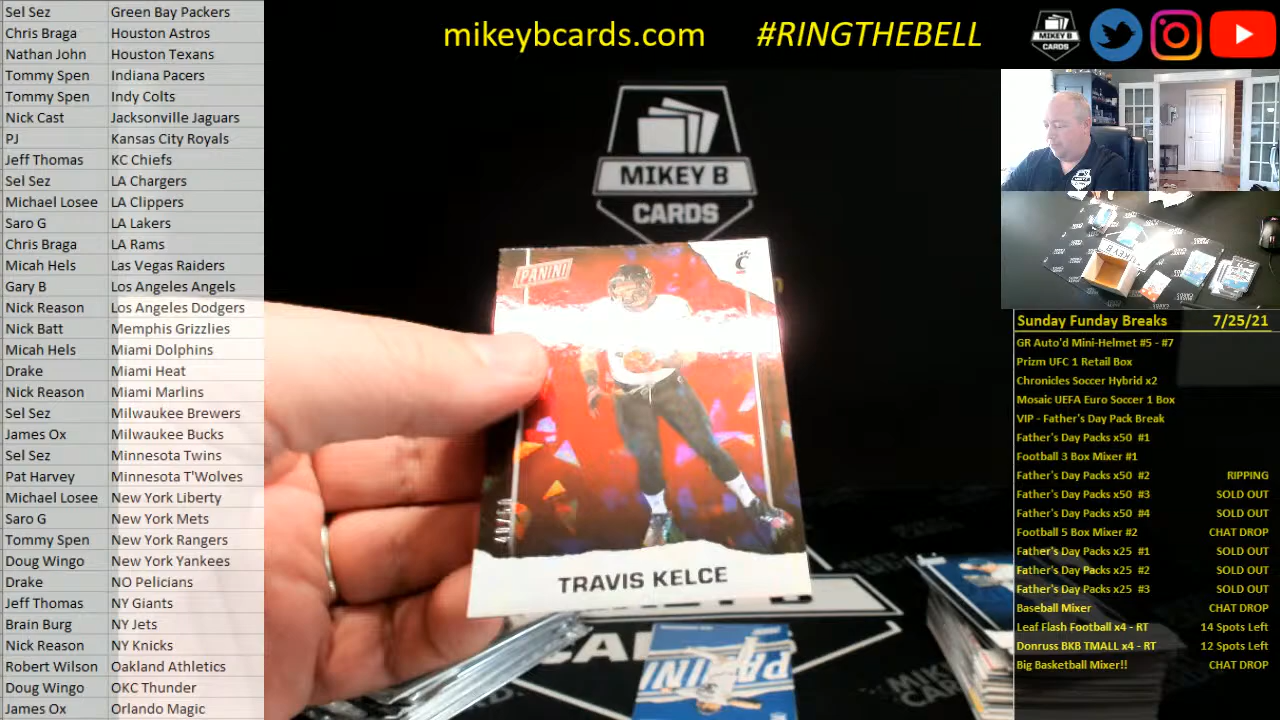 Sel Sez Green Bay Packers
Chris Braga Houston Astros
Nathan John Houston Texans
Tommy Spen Indiana Pacers
Tommy Spen Indy Colts
Nick Cast Jacksonville Jaguars
PJ Kansas City Royals
Jeff Thomas KC Chiefs
Sel Sez LA Chargers
Michael Losee LA Clippers
Saro G LA Lakers
Chris Braga LA Rams
Micah Hels Las Vegas Raiders
Gary B Los Angeles Angels
Nick Reason Los Angeles Dodgers
Nick Batt Memphis Grizzlies
Micah Hels Miami Dolphins
Drake Miami Heat
Nick Reason Miami Marlins
Sel Sez Milwaukee Brewers
James Ox Milwaukee Bucks
Sel Sez Minnesota Twins
Pat Harvey Minnesota T'Wolves
Michael Losee New York Liberty
Saro G New York Mets
Tommy Spen New York Rangers
Doug Wingo New York Yankees
Drake NO Pelicians
Jeff Thomas NY Giants
Brain Burg NY Jets
Nick Reason NY Knicks
Robert Wilson Oakland Athletics
Doug Wingo OKC Thunder
James Ox Orlando Magic
mikeybcards.com #RINGTHEBELL
MIKEY B
CARDS
MIKEY B
CARDS
PANINI
TRAVIS KELCE
PANINI
Sunday Funday Breaks 7/25/21
GR Auto'd Mini-Helmet #5 - #7
Prizm UFC 1 Retail Box
Chronicles Soccer Hybrid x2
Mosaic UEFA Euro Soccer 1 Box
VIP - Father's Day Pack Break
Father's Day Packs x50 #1
Football 3 Box Mixer #1
Father's Day Packs x50 #2 RIPPING
Father's Day Packs x50 #3 SOLD OUT
Father's Day Packs x50 #4 SOLD OUT
Football 5 Box Mixer #2 CHAT DROP
Father's Day Packs x25 #1 SOLD OUT
Father's Day Packs x25 #2 SOLD OUT
Father's Day Packs x25 #3 SOLD OUT
Baseball Mixer CHAT DROP
Leaf Flash Football x4 - RT 14 Spots Left
Donruss BKB TMALL x4 - RT 12 Spots Left
Big Basketball Mixer!! CHAT DROP